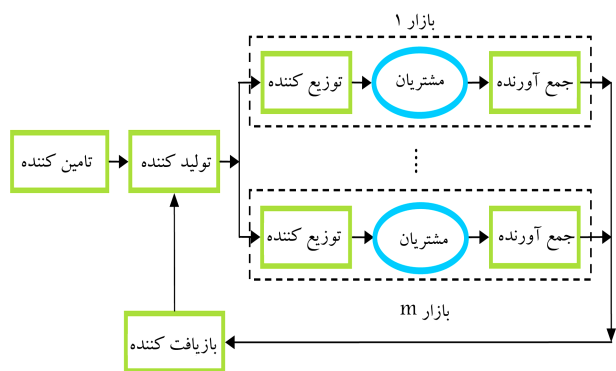 بازار ۱
توزیع کننده
مشتریان
جمع آورنده
تامین کننده
تولید کننده
توزیع کننده
مشتریان
جمع آورنده
بازار m
بازیافت کننده